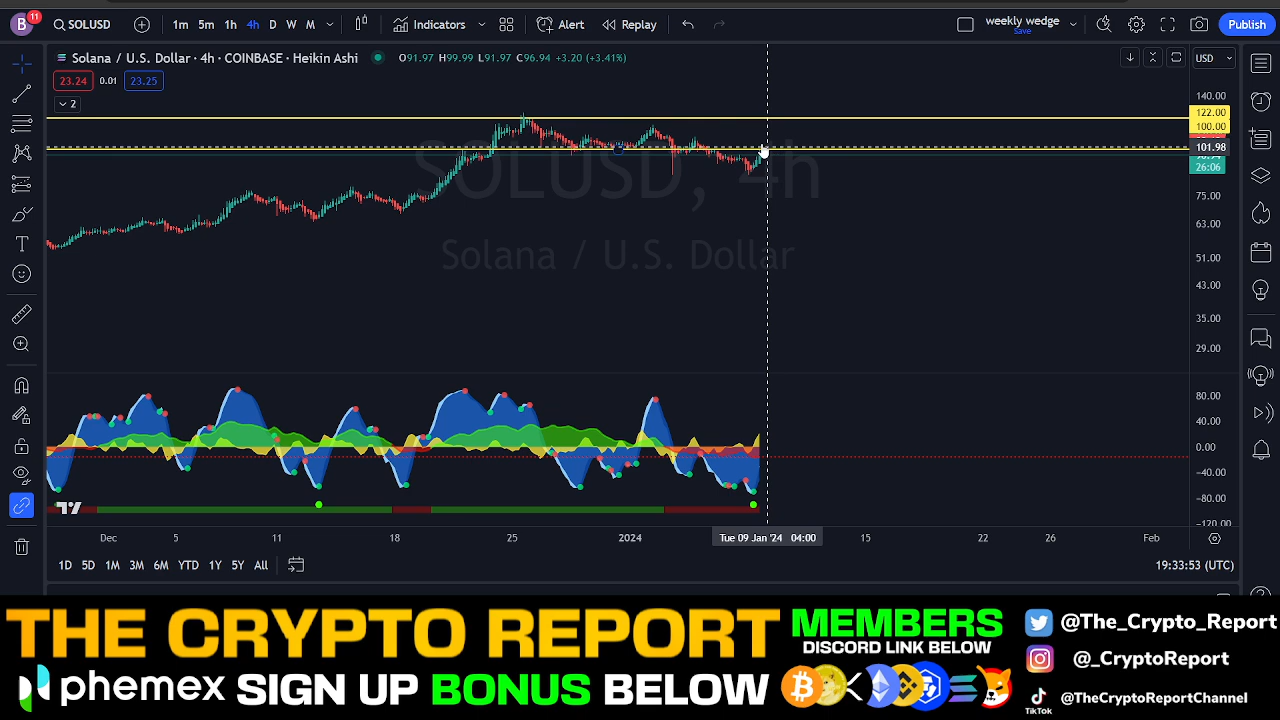 B 11 SOLUSD 1m 5m 1h 4h D W M Indicators Alert Replay weekly wedge Save Publish
Solana / U.S. Dollar · 4h · COINBASE · Heikin Ashi O91.97 H99.99 L91.97 C96.94 +3.20 (+3.41%) USD
23.24 0.01 23.25
2
SOLUSD, 4h
Solana / U.S. Dollar
140.00
122.00
100.00
101.98
26:06
75.00
63.00
51.00
43.00
35.00
29.00
80.00
40.00
0.00
−40.00
−80.00
−120.00
Dec 5 11 18 25 2024 Tue 09 Jan '24 04:00 15 22 26 Feb
1D 5D 1M 3M 6M YTD 1Y 5Y All 19:33:53 (UTC)
THE CRYPTO REPORT
phemex SIGN UP BONUS BELOW
MEMBERS
DISCORD LINK BELOW
@The_Crypto_Report
@_CryptoReport
TikTok @TheCryptoReportChannel